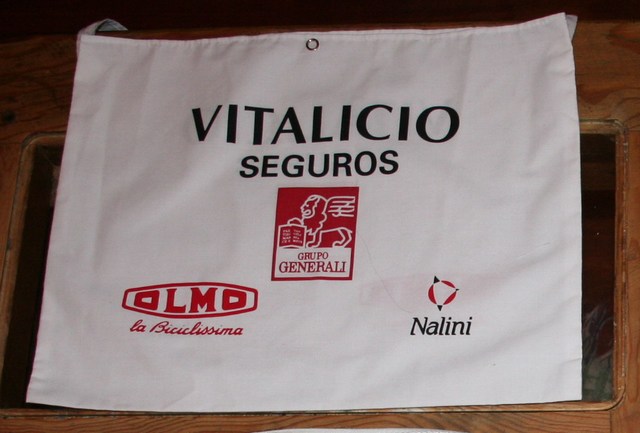 VITALICIO
SEGUROS
GRUPO
GENERALI
OLMO
la Biciclissima
Nalini